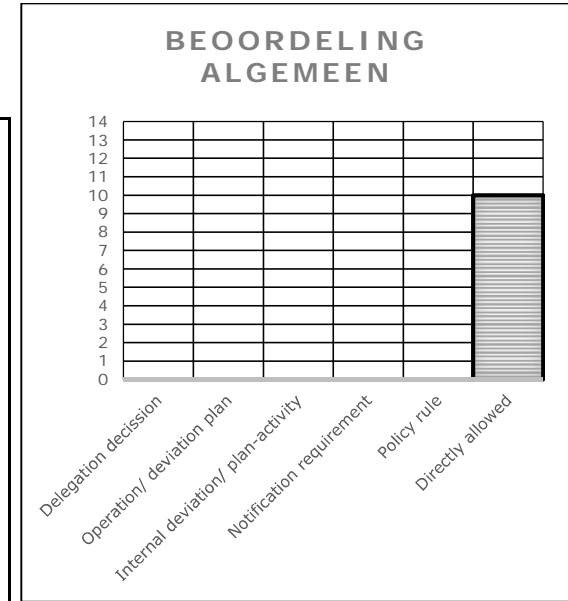 BEOORDELING
ALGEMEEN
14
13
12
11
10
9
8
7
6
5
4
3
2
1
0
Delegation decission
Operation/ deviation plan
Internal deviation/ plan-activity
Notification requirement
Policy rule
Directly allowed